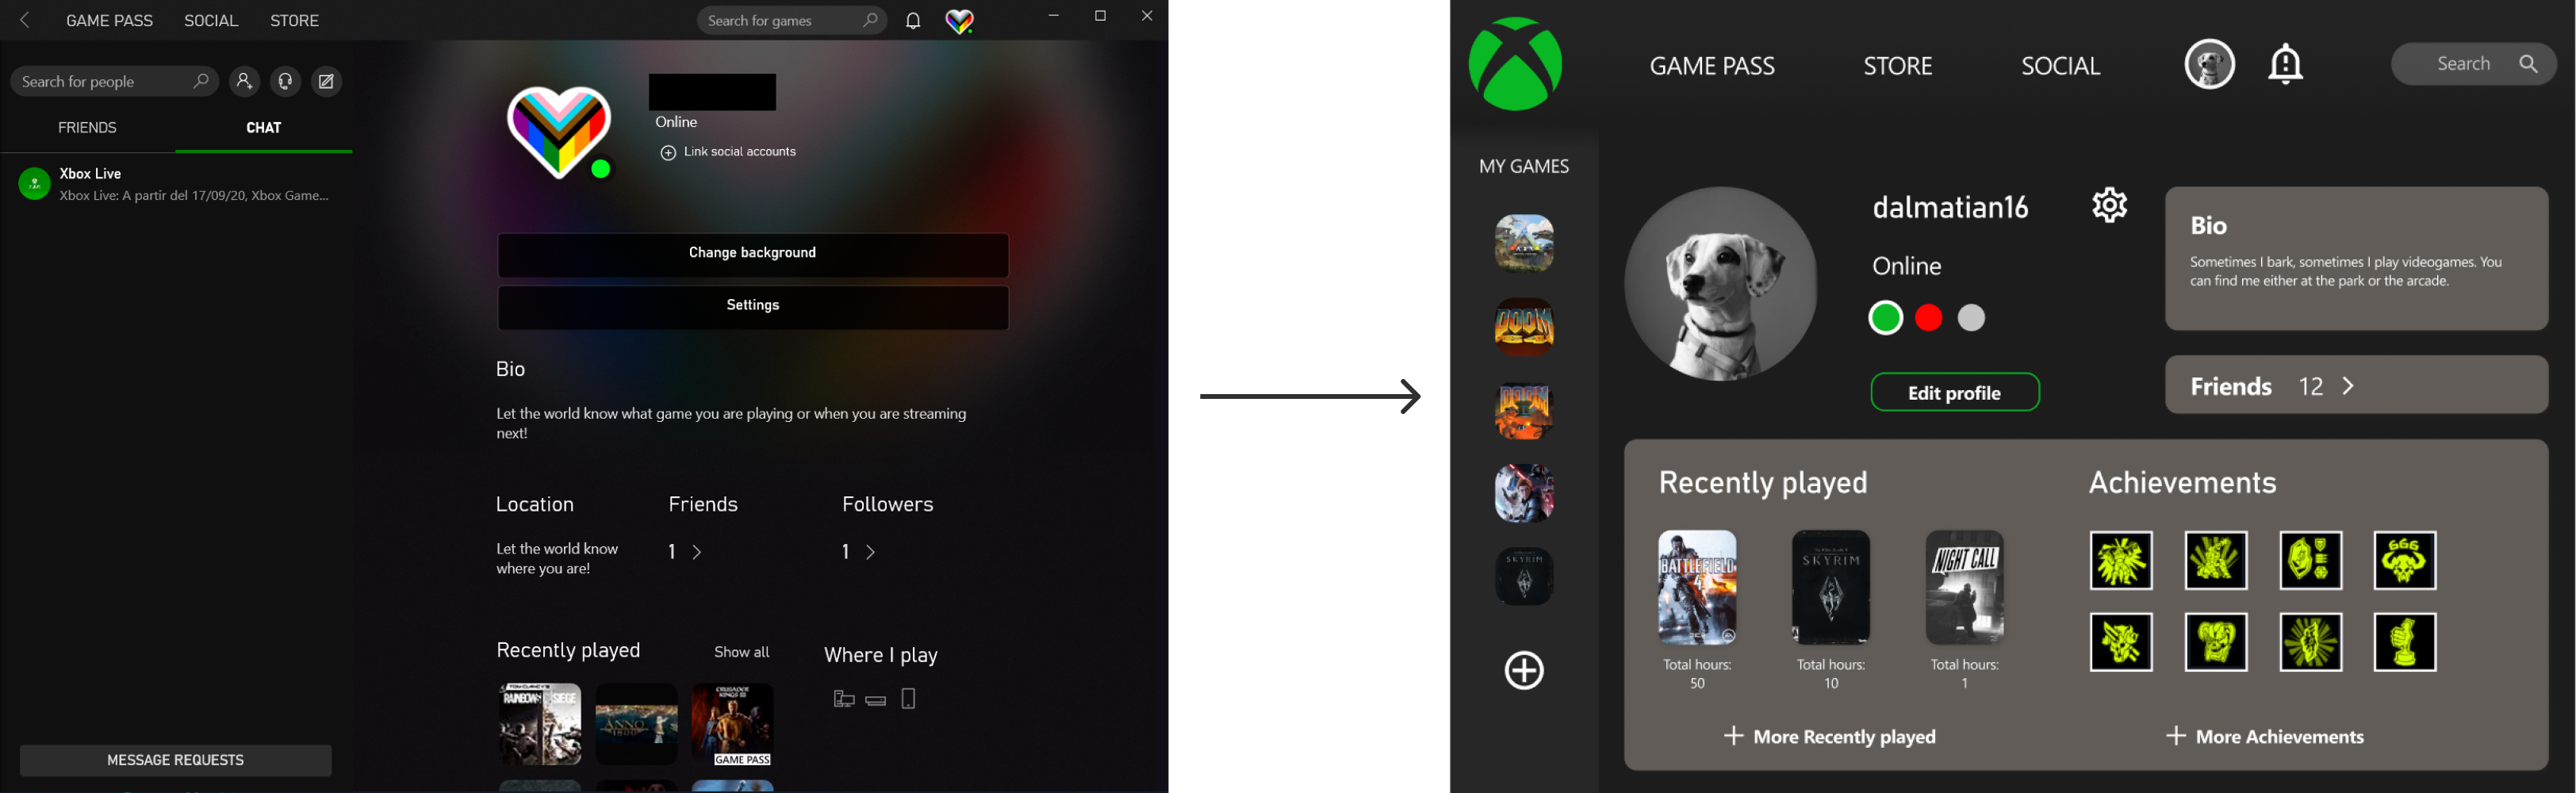 GAME PASS
SOCIAL
STORE
Search for games
Search for people
FRIENDS
CHAT
Xbox Live
Xbox Live: A partir del 17/09/20, Xbox Game...
MESSAGE REQUESTS
Online
Link social accounts
Change background
Settings
Bio
Let the world know what game you are playing or when you are streaming
next!
Location
Friends
Followers
Let the world know
where you are!
1
1
Recently played
Show all
Where I play
RAINBOW SIX
SIEGE
ANNO
1800
CRUSADER
KINGS III
GAME PASS
GAME PASS
STORE
SOCIAL
Search
MY GAMES
ARK
DOOM
DOOM
SKYRIM
dalmatian16
Online
Edit profile
Bio
Sometimes I bark, sometimes I play videogames. You
can find me either at the park or the arcade.
Friends 12
Recently played
BATTLEFIELD
4
EA
SKYRIM
NIGHT CALL
Total hours:
50
Total hours:
10
Total hours:
1
More Recently played
Achievements
666
More Achievements